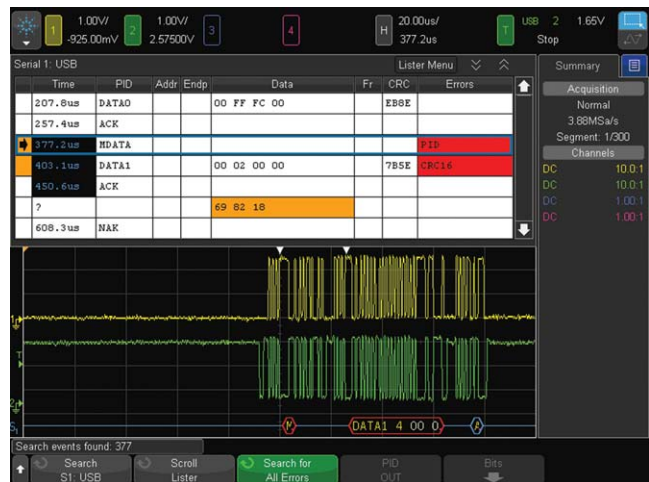 1 1.00V/ 2 1.00V/ 3 4 H 20.00us/ T USB 2 1.65V
-925.00mV 2.57500V 377.2us Stop
Serial 1: USB Lister Menu Summary
Time PID Addr Endp Data Fr CRC Errors
207.8us DATA0 00 FF FC 00 EB8E
257.4us ACK
377.2us MDATA PID
403.1us DATA1 00 02 00 00 7B5E CRC16
450.6us ACK
? 69 82 18
608.3us NAK
Acquisition
Normal
3.88MSa/s
Segment: 1/300
Channels
DC 10.0:1
DC 10.0:1
DC 1.00:1
DC 1.00:1
1
T
2
S1 M DATA1 4 00 0 A
Search events found: 377
Search Scroll Search for PID Bits
S1: USB Lister All Errors OUT